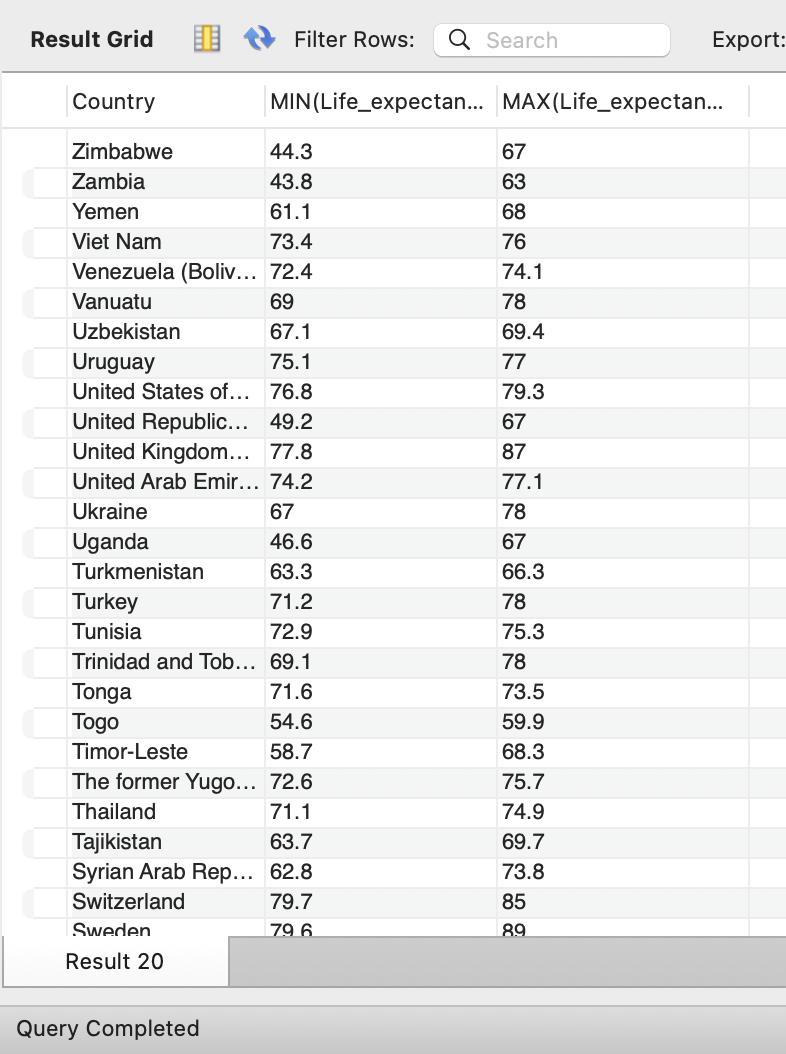 Result Grid Filter Rows: Search Export:
Country MIN(Life_expectan... MAX(Life_expectan...
Zimbabwe 44.3 67
Zambia 43.8 63
Yemen 61.1 68
Viet Nam 73.4 76
Venezuela (Boliv... 72.4 74.1
Vanuatu 69 78
Uzbekistan 67.1 69.4
Uruguay 75.1 77
United States of... 76.8 79.3
United Republic... 49.2 67
United Kingdom... 77.8 87
United Arab Emir... 74.2 77.1
Ukraine 67 78
Uganda 46.6 67
Turkmenistan 63.3 66.3
Turkey 71.2 78
Tunisia 72.9 75.3
Trinidad and Tob... 69.1 78
Tonga 71.6 73.5
Togo 54.6 59.9
Timor-Leste 58.7 68.3
The former Yugo... 72.6 75.7
Thailand 71.1 74.9
Tajikistan 63.7 69.7
Syrian Arab Rep... 62.8 73.8
Switzerland 79.7 85
Sweden 79.6 89
Result 20
Query Completed